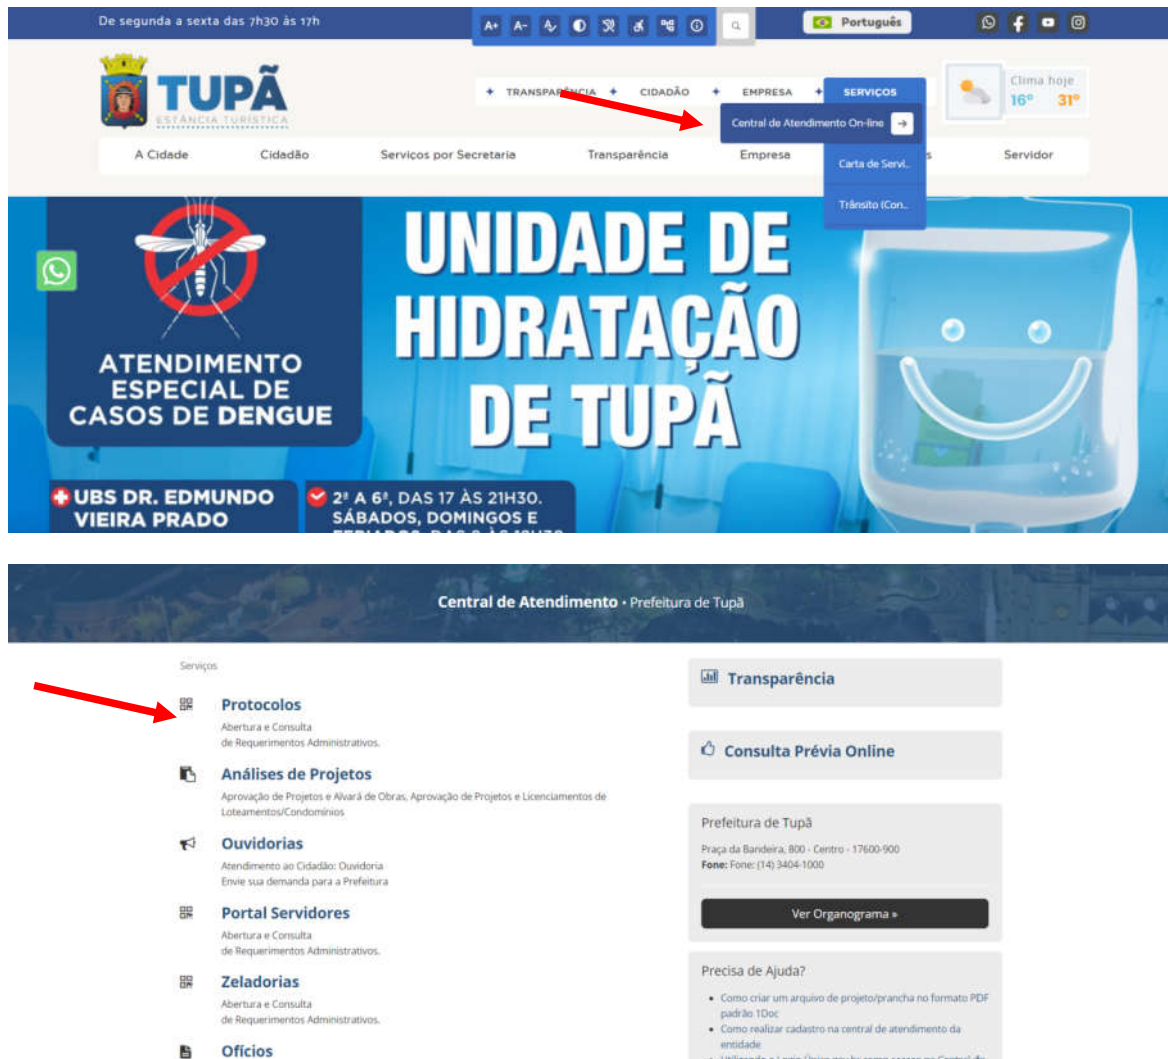 De segunda a sexta das 7h30 às 17h
A+ A-
Português
TUPÃ
ESTÂNCIA TURÍSTICA
TRANSPARÊNCIA
CIDADÃO
EMPRESA
SERVIÇOS
Clima hoje
16º 31º
Central de Atendimento On-line
A Cidade
Cidadão
Serviços por Secretaria
Transparência
Empresa
s
Servidor
Carta de Servi..
Trânsito (Con..
ATENDIMENTO
ESPECIAL DE
CASOS DE DENGUE
UNIDADE DE
HIDRATAÇÃO
DE TUPÃ
UBS DR. EDMUNDO
VIEIRA PRADO
2ª A 6ª, DAS 17 ÀS 21H30.
SÁBADOS, DOMINGOS E
Central de Atendimento • Prefeitura de Tupã
Serviços
Protocolos
Abertura e Consulta
de Requerimentos Administrativos.
Análises de Projetos
Aprovação de Projetos e Alvará de Obras, Aprovação de Projetos e Licenciamentos de
Loteamentos/Condomínios
Ouvidorias
Atendimento ao Cidadão: Ouvidoria
Envie sua demanda para a Prefeitura
Portal Servidores
Abertura e Consulta
de Requerimentos Administrativos.
Zeladorias
Abertura e Consulta
de Requerimentos Administrativos.
Ofícios
Transparência
Consulta Prévia Online
Prefeitura de Tupã
Praça da Bandeira, 800 - Centro - 17600-900
Fone: Fone: (14) 3404-1000
Ver Organograma »
Precisa de Ajuda?
• Como criar um arquivo de projeto/prancha no formato PDF
padrão 1Doc
• Como realizar cadastro na central de atendimento da
entidade